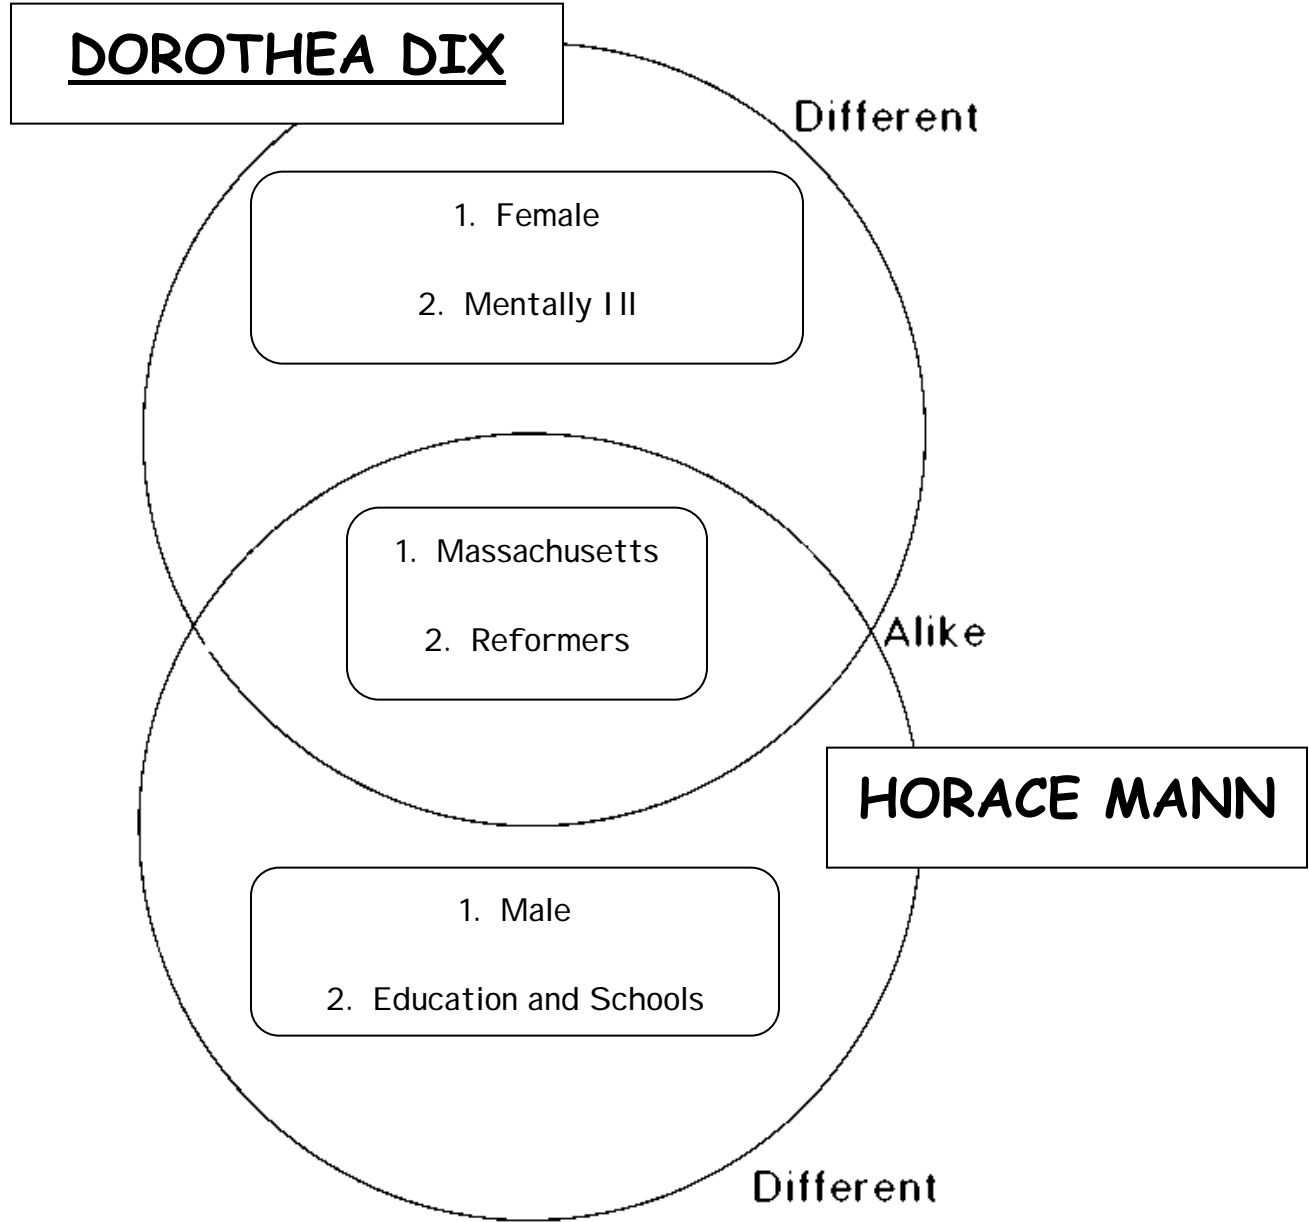 DOROTHEA DIX
Different
1. Female
2. Mentally Ill
1. Massachusetts
2. Reformers
Alike
HORACE MANN
1. Male
2. Education and Schools
Different